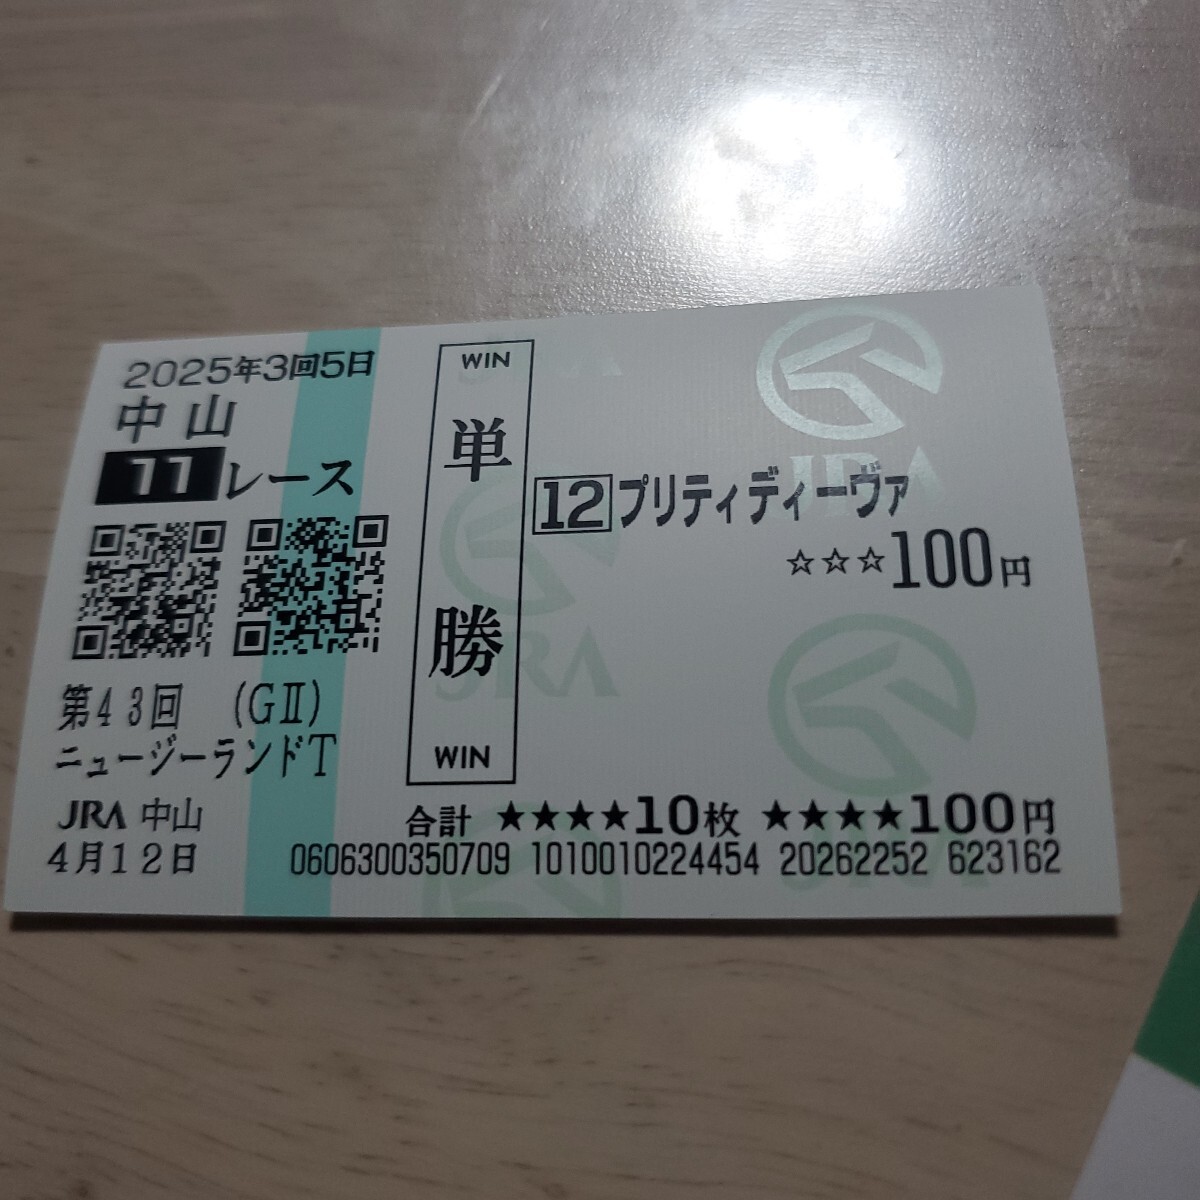 2025年3回5日
中山
11レース
第43回 (GⅡ)
ニュージーランドT
JRA 中山
4月12日
WIN
単勝
WIN
12 プリティディーヴァ
☆☆☆100円
合計 ★★★★10枚 ★★★★100円
0606300350709 1010010224454 20262252 623162
JRA
JRA